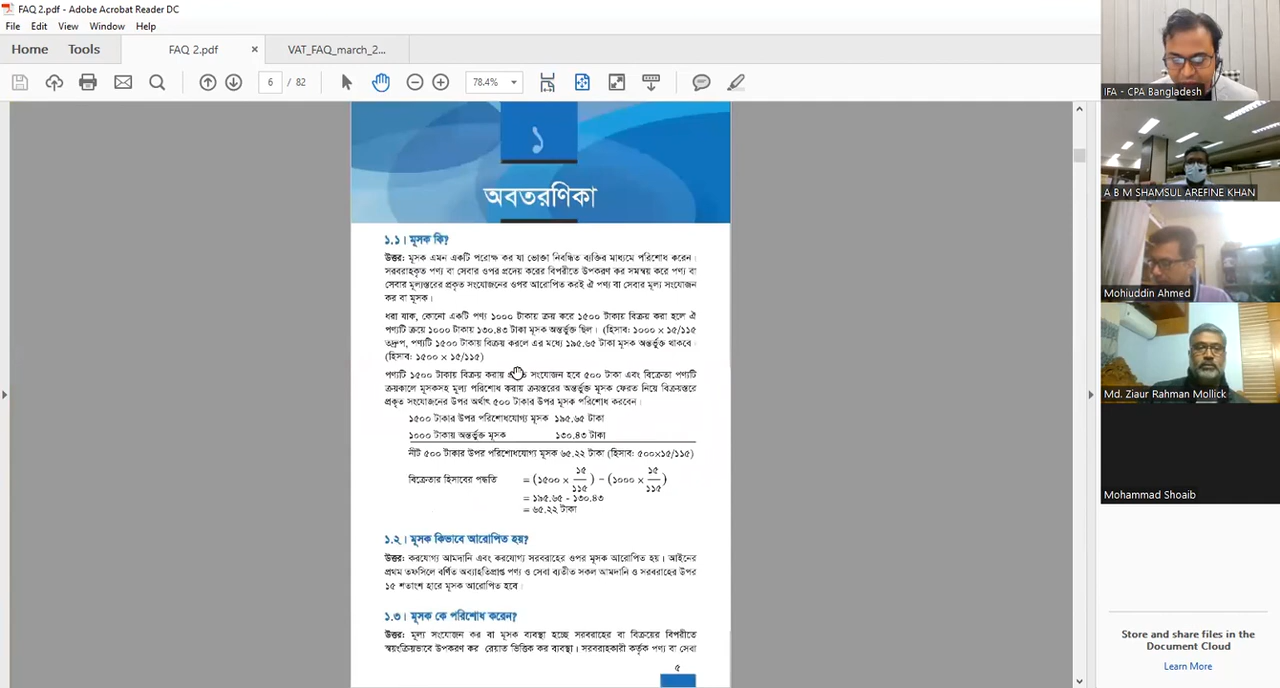 FAQ 2.pdf - Adobe Acrobat Reader DC
File Edit View Window Help
Home Tools FAQ 2.pdf × VAT_FAQ_march_2...
6 / 82 78.4%
১
অবতরণিকা
১.১। মূসক কি?
উত্তর: মূসক এমন একটি পরোক্ষ কর যা ভোক্তা নিবন্ধিত ব্যক্তির মাধ্যমে পরিশোধ করেন।
সরবরাহকৃত পণ্য বা সেবার ওপর প্রদেয় করের বিপরীতে উপকরণ কর সমন্বয় করে পণ্য বা
সেবার মূল্যস্তরের প্রকৃত সংযোজনের ওপর আরোপিত করই ঐ পণ্য বা সেবার মূল্য সংযোজন
কর বা মূসক।
ধরা যাক, কোনো একটি পণ্য ১০০০ টাকায় ক্রয় করে ১৫০০ টাকায় বিক্রয় করা হলে ঐ
পণ্যটি ক্রয়ে ১০০০ টাকায় ১৩০.৪৩ টাকা মূসক অন্তর্ভুক্ত ছিল। (হিসাব: ১০০০ × ১৫/১১৫
তদ্রুপ, পণ্যটি ১৫০০ টাকায় বিক্রয় করলে এর মধ্যে ১৯৫.৬৫ টাকা মূসক অন্তর্ভুক্ত থাকবে।
(হিসাব: ১৫০০ × ১৫/১১৫)
পণ্যটি ১৫০০ টাকায় বিক্রয় করায় সংযোজন হবে ৫০০ টাকা এবং বিক্রেতা পণ্যটি
ক্রয়কালে মূসকসহ মূল্য পরিশোধ করায় ক্রয়স্তরের অন্তর্ভুক্ত মূসক ফেরত নিয়ে বিক্রয়স্তরে
প্রকৃত সংযোজনের উপর অর্থাৎ ৫০০ টাকার উপর মূসক পরিশোধ করবেন।
১৫০০ টাকার উপর পরিশোধযোগ্য মূসক ১৯৫.৬৫ টাকা
১০০০ টাকায় অন্তর্ভুক্ত মূসক ১৩০.৪৩ টাকা
নীট ৫০০ টাকার উপর পরিশোধযোগ্য মূসক ৬৫.২২ টাকা (হিসাব: ৫০০×১৫/১১৫)
বিক্রেতার হিসাবের পদ্ধতি = (১৫০০ × ১৫/১১৫) − (১০০০ × ১৫/১১৫)
= ১৯৫.৬৫ - ১৩০.৪৩
= ৬৫.২২ টাকা
১.২। মূসক কিভাবে আরোপিত হয়?
উত্তর: করযোগ্য আমদানি এবং করযোগ্য সরবরাহের ওপর মূসক আরোপিত হয়। আইনের
প্রথম তফসিলে বর্ণিত অব্যাহতিপ্রাপ্ত পণ্য ও সেবা ব্যতীত সকল আমদানি ও সরবরাহের উপর
১৫ শতাংশ হারে মূসক আরোপিত হবে।
১.৩। মূসক কে পরিশোধ করেন?
উত্তর: মূল্য সংযোজন কর বা মূসক ব্যবস্থা হচ্ছে সরবরাহের বা বিক্রয়ের বিপরীতে
স্বয়ংক্রিয়ভাবে উপকরণ কর রেয়াত ভিত্তিক কর ব্যবস্থা। সরবরাহকারী কর্তৃক পণ্য বা সেবা
৫
IFA - CPA Bangladesh
A B M SHAMSUL AREFINE KHAN
Mohiuddin Ahmed
Md. Ziaur Rahman Mollick
Mohammad Shoaib
Store and share files in the
Document Cloud
Learn More